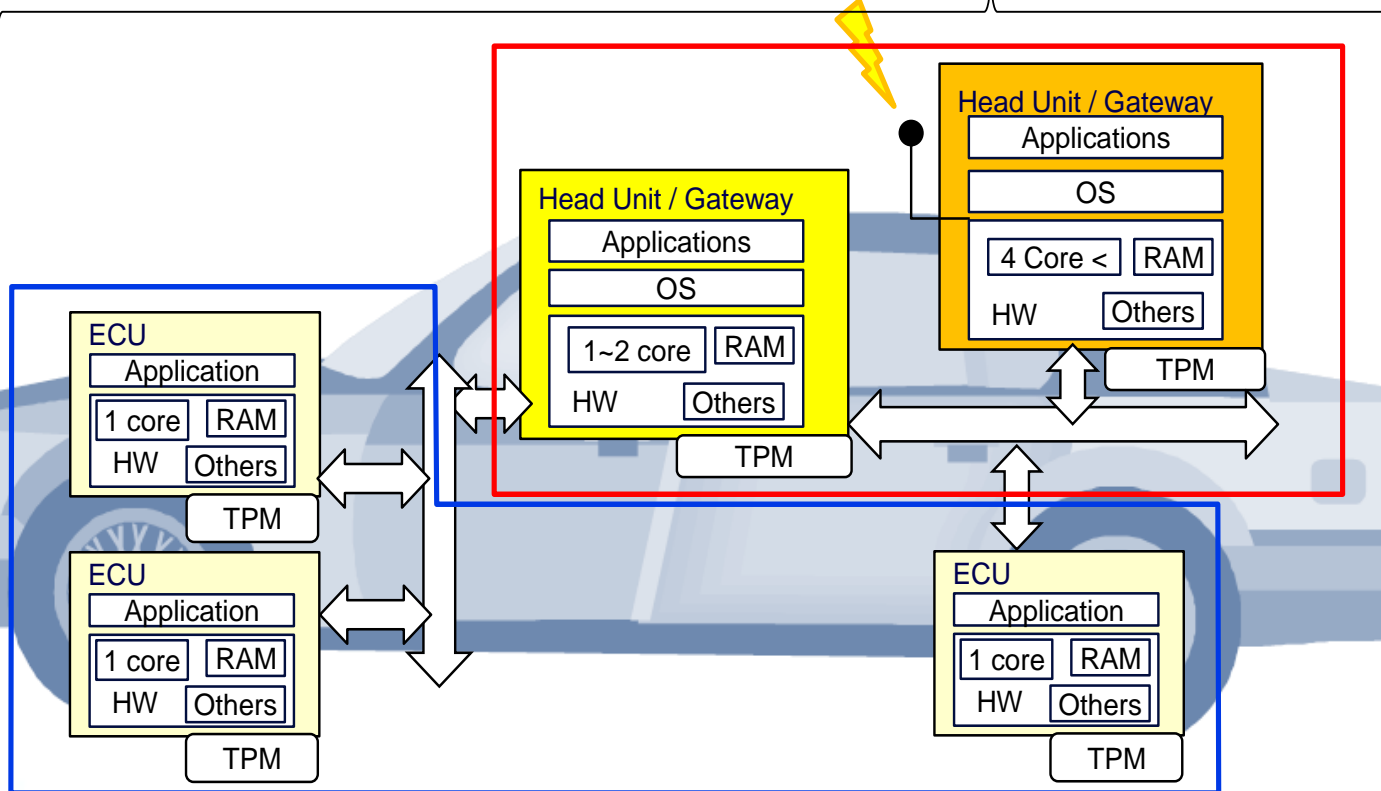 Head Unit / Gateway
Applications
OS
4 Core <
RAM
HW
Others
TPM
Head Unit / Gateway
Applications
OS
1~2 core
RAM
HW
Others
TPM
ECU
Application
1 core
RAM
HW
Others
TPM
ECU
Application
1 core
RAM
HW
Others
TPM
ECU
Application
1 core
RAM
HW
Others
TPM